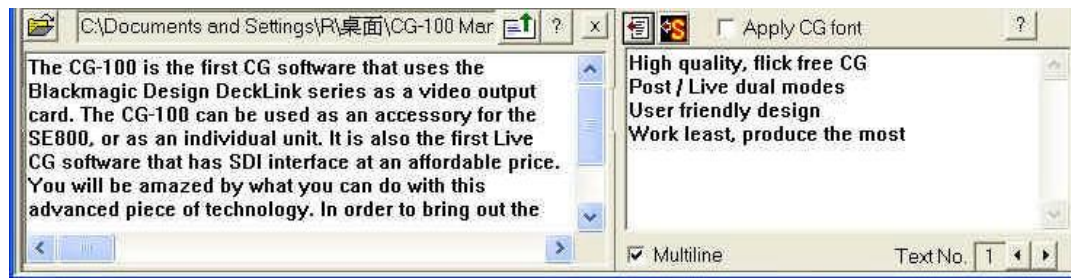 C:\Documents and Settings\R\桌面\CG-100 Mar ? x
The CG-100 is the first CG software that uses the
Blackmagic Design DeckLink series as a video output
card. The CG-100 can be used as an accessory for the
SE800, or as an individual unit. It is also the first Live
CG software that has SDI interface at an affordable price.
You will be amazed by what you can do with this
advanced piece of technology. In order to bring out the
S Apply CG font ?
High quality, flick free CG
Post / Live dual modes
User friendly design
Work least, produce the most
Multiline Text No. 1